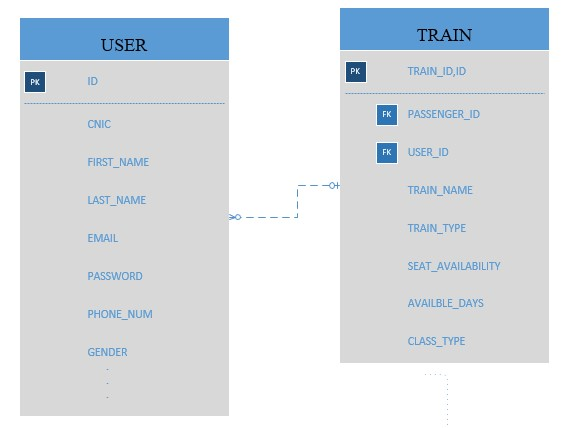 USER
PK ID
CNIC
FIRST_NAME
LAST_NAME
EMAIL
PASSWORD
PHONE_NUM
GENDER
TRAIN
PK TRAIN_ID,ID
FK PASSENGER_ID
FK USER_ID
TRAIN_NAME
TRAIN_TYPE
SEAT_AVAILABILITY
AVAILBLE_DAYS
CLASS_TYPE